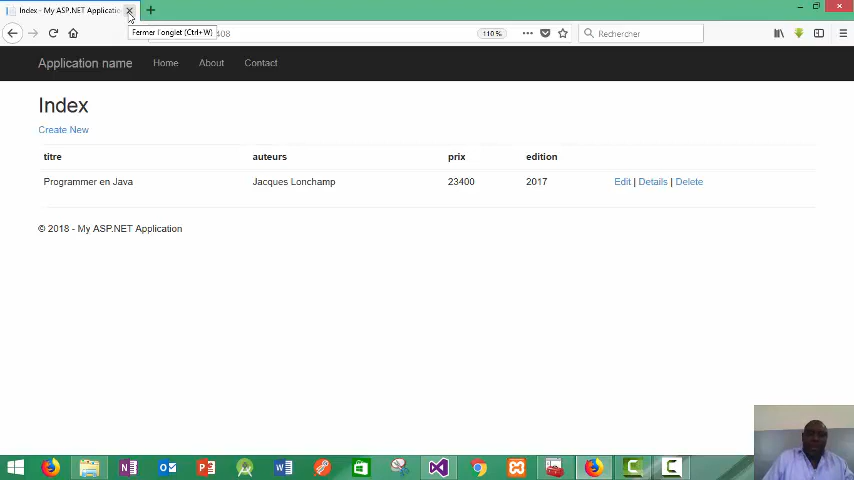 Index - My ASP.NET Applicatio
Fermer l'onglet (Ctrl+W)
408
110 %
Rechercher
Application name Home About Contact
Index
Create New
titre auteurs prix edition
Programmer en Java Jacques Lonchamp 23400 2017 Edit | Details | Delete
© 2018 - My ASP.NET Application